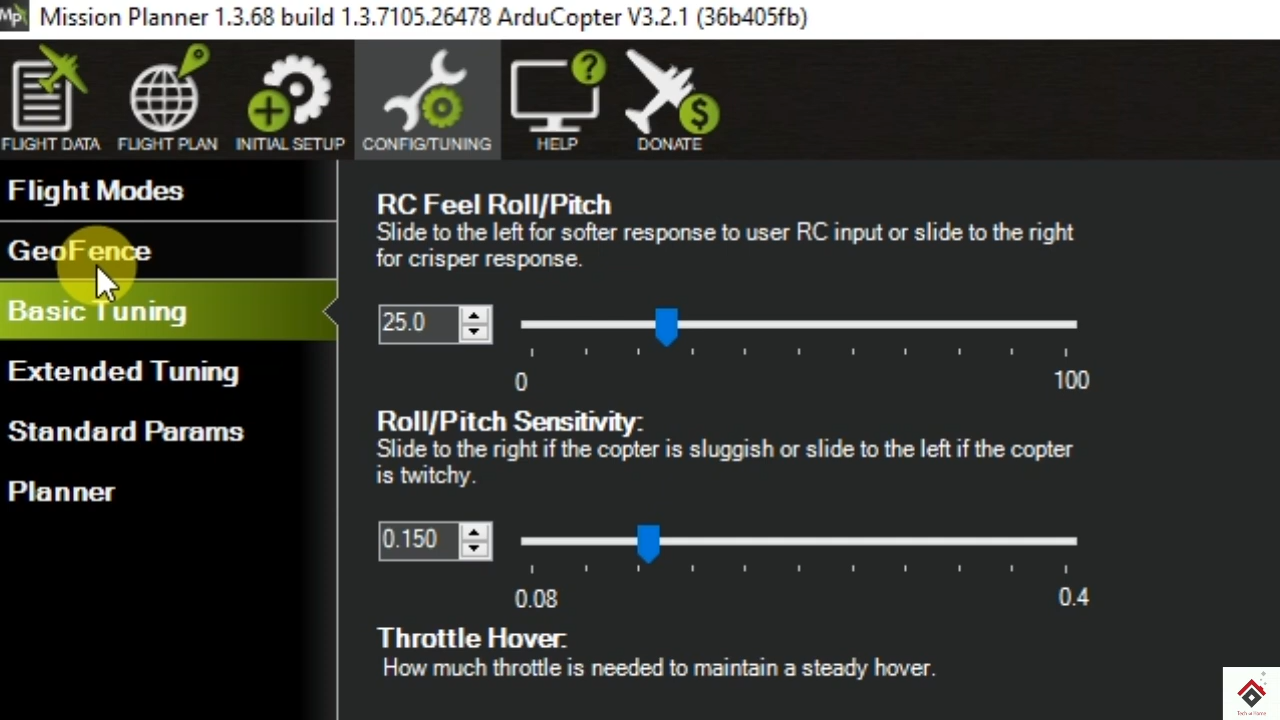 Mission Planner 1.3.68 build 1.3.7105.26478 ArduCopter V3.2.1 (36b405fb)
FLIGHT DATA FLIGHT PLAN INITIAL SETUP CONFIG/TUNING HELP DONATE
Flight Modes
GeoFence
Basic Tuning
Extended Tuning
Standard Params
Planner
RC Feel Roll/Pitch
Slide to the left for softer response to user RC input or slide to the right
for crisper response.
25.0
0 100
Roll/Pitch Sensitivity:
Slide to the right if the copter is sluggish or slide to the left if the copter
is twitchy.
0.150
0.08 0.4
Throttle Hover:
How much throttle is needed to maintain a steady hover.